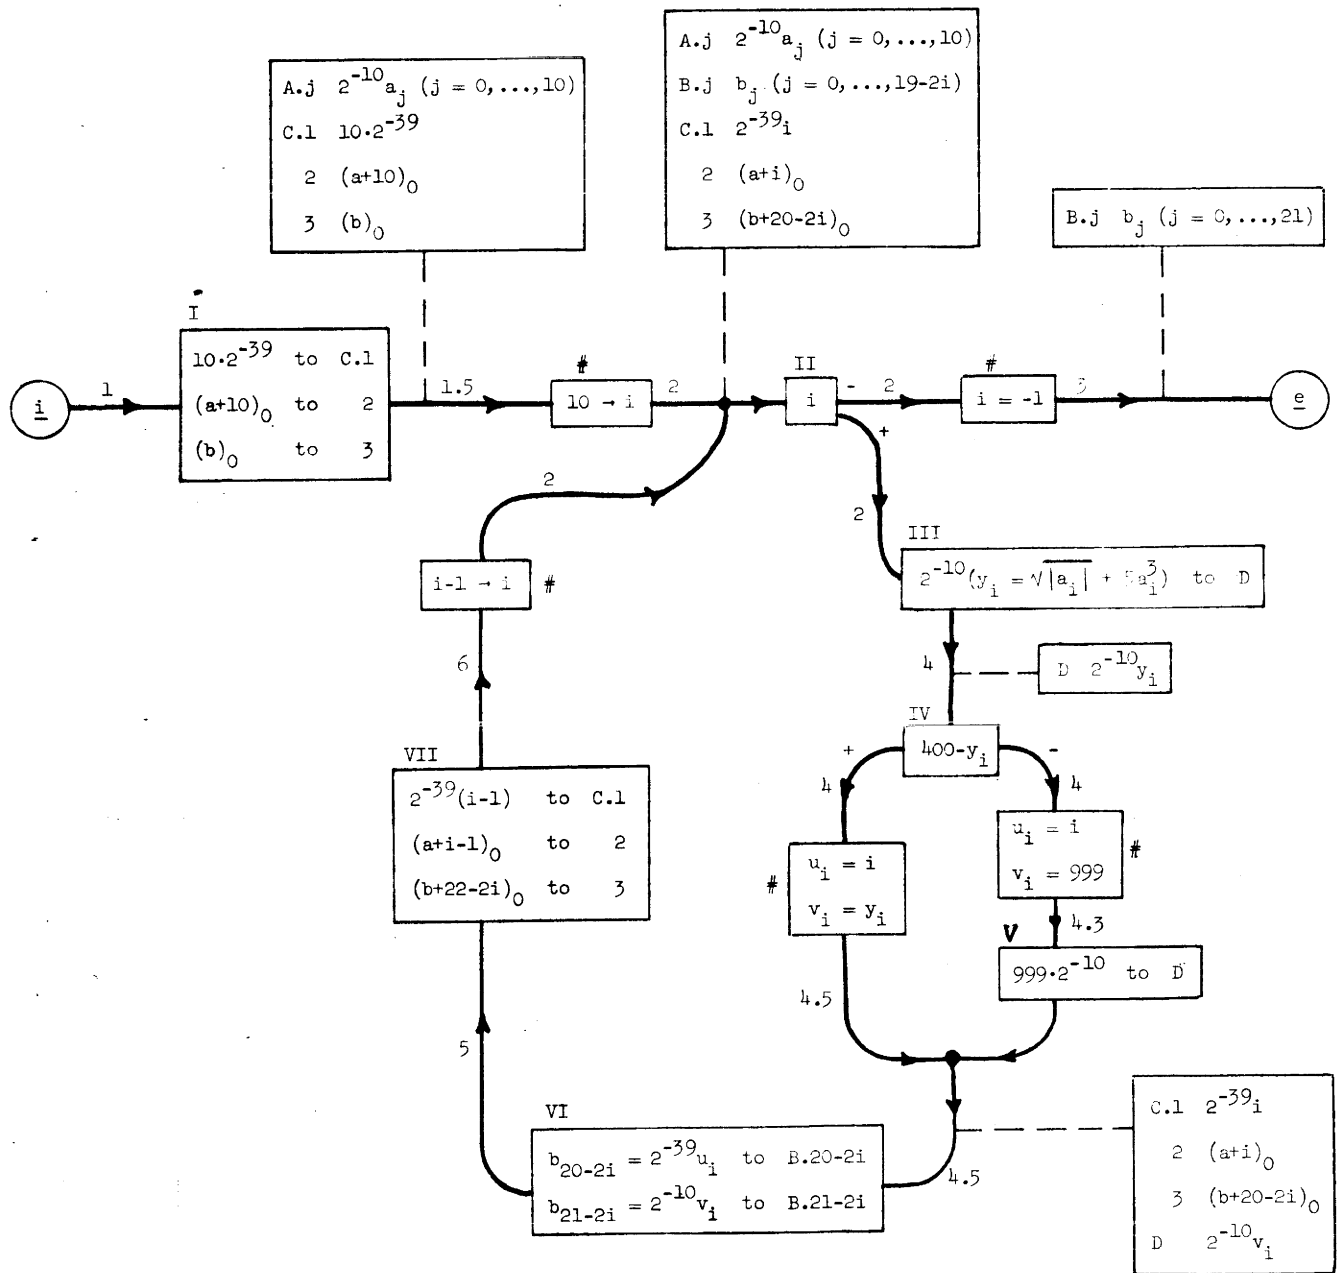 A.j 2^-10 a_j (j = 0,...,10)
C.1 10·2^-39
2 (a+10)_0
3 (b)_0
A.j 2^-10 a_j (j = 0,...,10)
B.j b_j (j = 0,...,19-2i)
C.1 2^-39 i
2 (a+i)_0
3 (b+20-2i)_0
B.j b_j (j = 0,...,21)
i
1
I
10·2^-39 to C.1
(a+10)_0 to 2
(b)_0 to 3
1.5
#
10 → i
2
II
i
-
2
#
i = -1
3
e
+
2
2
i-1 → i
#
III
2^-10 (y_i = √|a_i| + 5a_i^3) to D
4
D 2^-10 y_i
6
IV
400-y_i
+
-
4
4
VII
2^-39 (i-1) to C.1
(a+i-1)_0 to 2
(b+22-2i)_0 to 3
#
u_i = i
v_i = y_i
u_i = i
v_i = 999
#
4.3
V
999·2^-10 to D
4.5
5
VI
b_20-2i = 2^-39 u_i to B.20-2i
b_21-2i = 2^-10 v_i to B.21-2i
4.5
C.1 2^-39 i
2 (a+i)_0
3 (b+20-2i)_0
D 2^-10 v_i